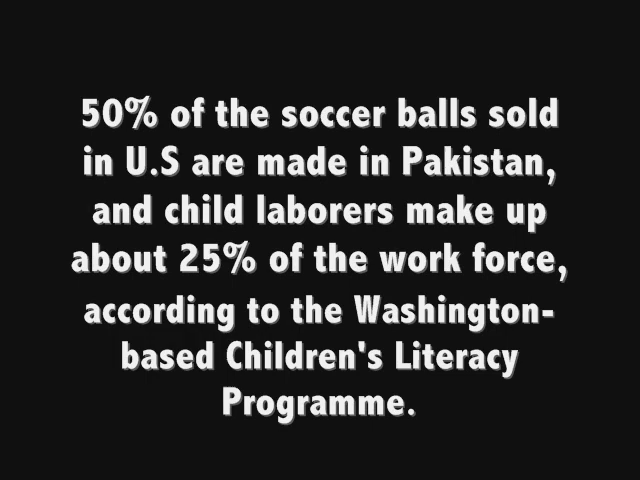 50% of the soccer balls sold
in U.S are made in Pakistan,
and child laborers make up
about 25% of the work force,
according to the Washington-
based Children's Literacy
Programme.